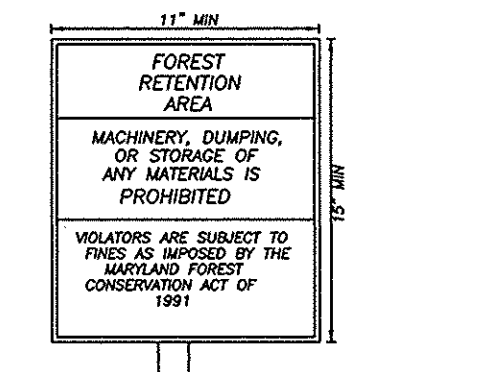 11" MIN
FOREST
RETENTION
AREA
MACHINERY, DUMPING,
OR STORAGE OF
ANY MATERIALS IS
PROHIBITED
15" MIN
VIOLATORS ARE SUBJECT TO
FINES AS IMPOSED BY THE
MARYLAND FOREST
CONSERVATION ACT OF
1991